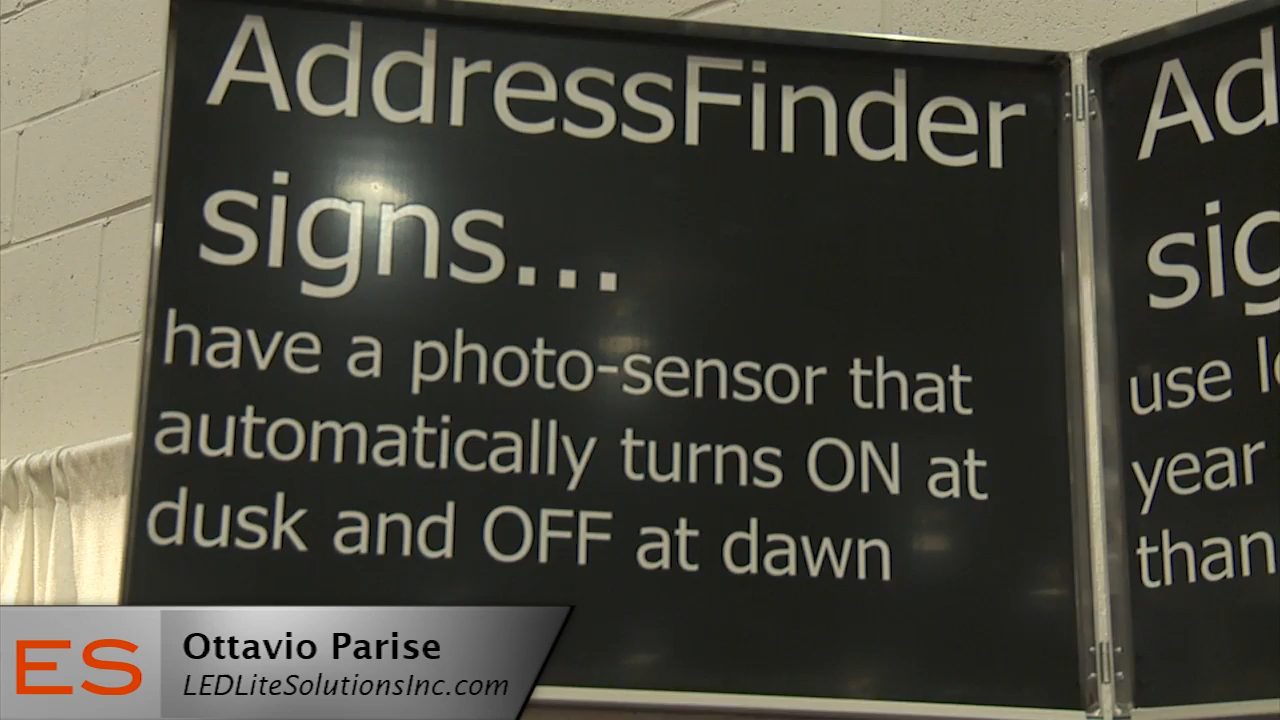 AddressFinder
signs...
have a photo-sensor that
automatically turns ON at
dusk and OFF at dawn
Ad
sig
use
year
than
ES
Ottavio Parise
LEDLiteSolutionsInc.com